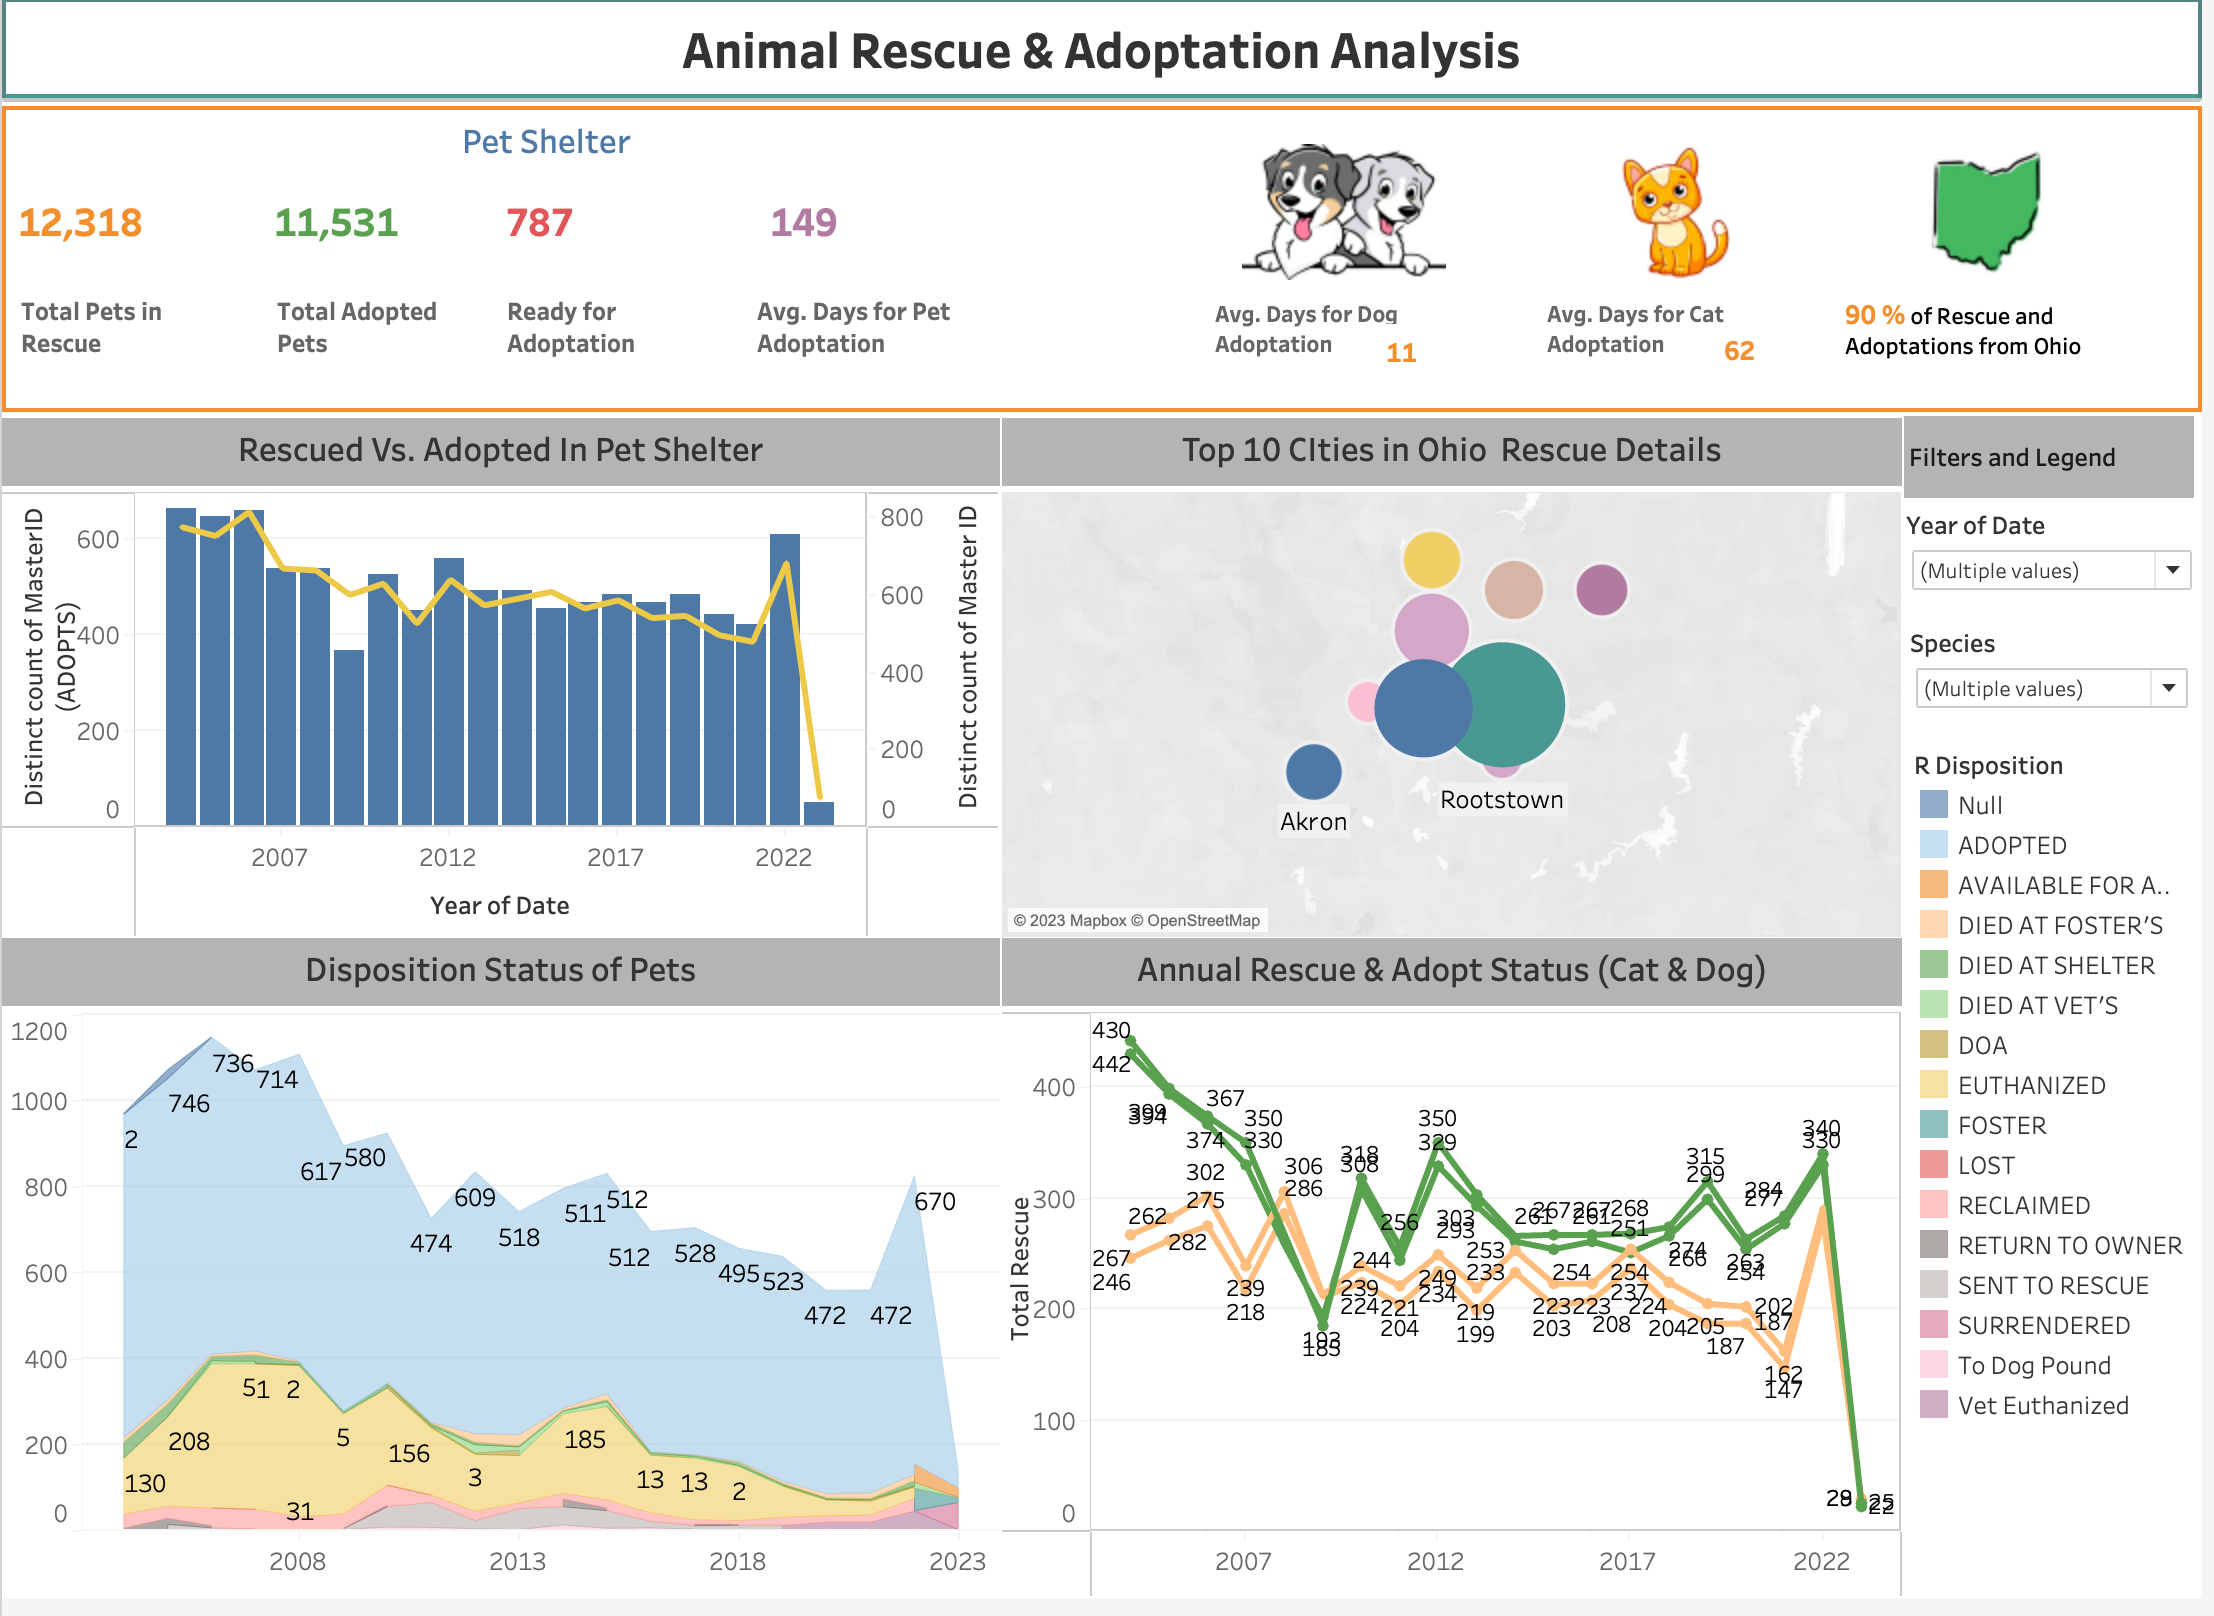 Animal Rescue & Adoptation Analysis
Pet Shelter
12,318
11,531
787
149
Total Pets in
Rescue
Total Adopted
Pets
Ready for
Adoptation
Avg. Days for Pet
Adoptation
Avg. Days for Dog
Adoptation
11
Avg. Days for Cat
Adoptation
62
90 % of Rescue and
Adoptations from Ohio
Rescued Vs. Adopted In Pet Shelter
Distinct count of MasterID
(ADOPTS)
600
400
200
0
800
600
400
200
0
Distinct count of Master ID
2007
2012
2017
2022
Year of Date
Top 10 CIties in Ohio Rescue Details
Akron
Rootstown
© 2023 Mapbox © OpenStreetMap
Filters and Legend
Year of Date
(Multiple values)
Species
(Multiple values)
R Disposition
Null
ADOPTED
AVAILABLE FOR A..
DIED AT FOSTER'S
DIED AT SHELTER
DIED AT VET'S
DOA
EUTHANIZED
FOSTER
LOST
RECLAIMED
RETURN TO OWNER
SENT TO RESCUE
SURRENDERED
To Dog Pound
Vet Euthanized
Disposition Status of Pets
1200
1000
800
600
400
200
0
2
746
736
714
617
580
474
609
518
511
512
512
528
495
523
472
472
670
130
208
51
2
31
5
156
3
185
13
13
2
2008
2013
2018
2023
Annual Rescue & Adopt Status (Cat & Dog)
Total Rescue
400
300
200
100
0
430
442
399
394
367
374
350
330
302
275
262
282
267
246
239
218
306
286
193
185
318
308
244
239
224
256
221
204
350
329
249
234
303
293
219
199
253
233
261
267
254
223
203
267
261
223
208
268
251
254
237
274
266
224
204
315
299
205
187
263
254
202
187
284
277
162
147
340
330
29
28
25
22
2007
2012
2017
2022